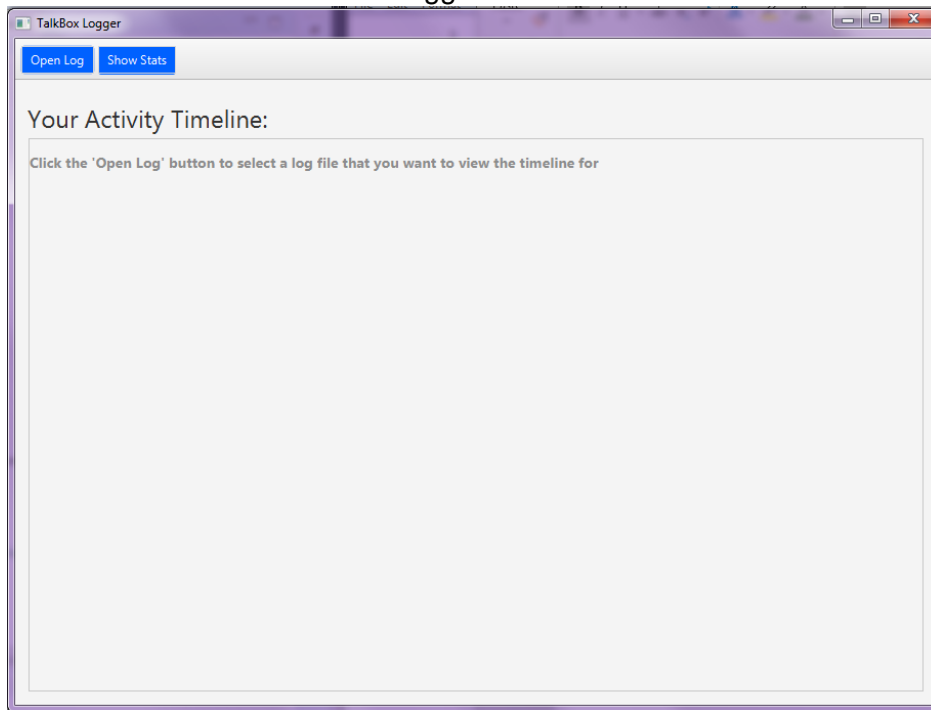 TalkBox Logger
Open Log Show Stats
Your Activity Timeline:
Click the 'Open Log' button to select a log file that you want to view the timeline for